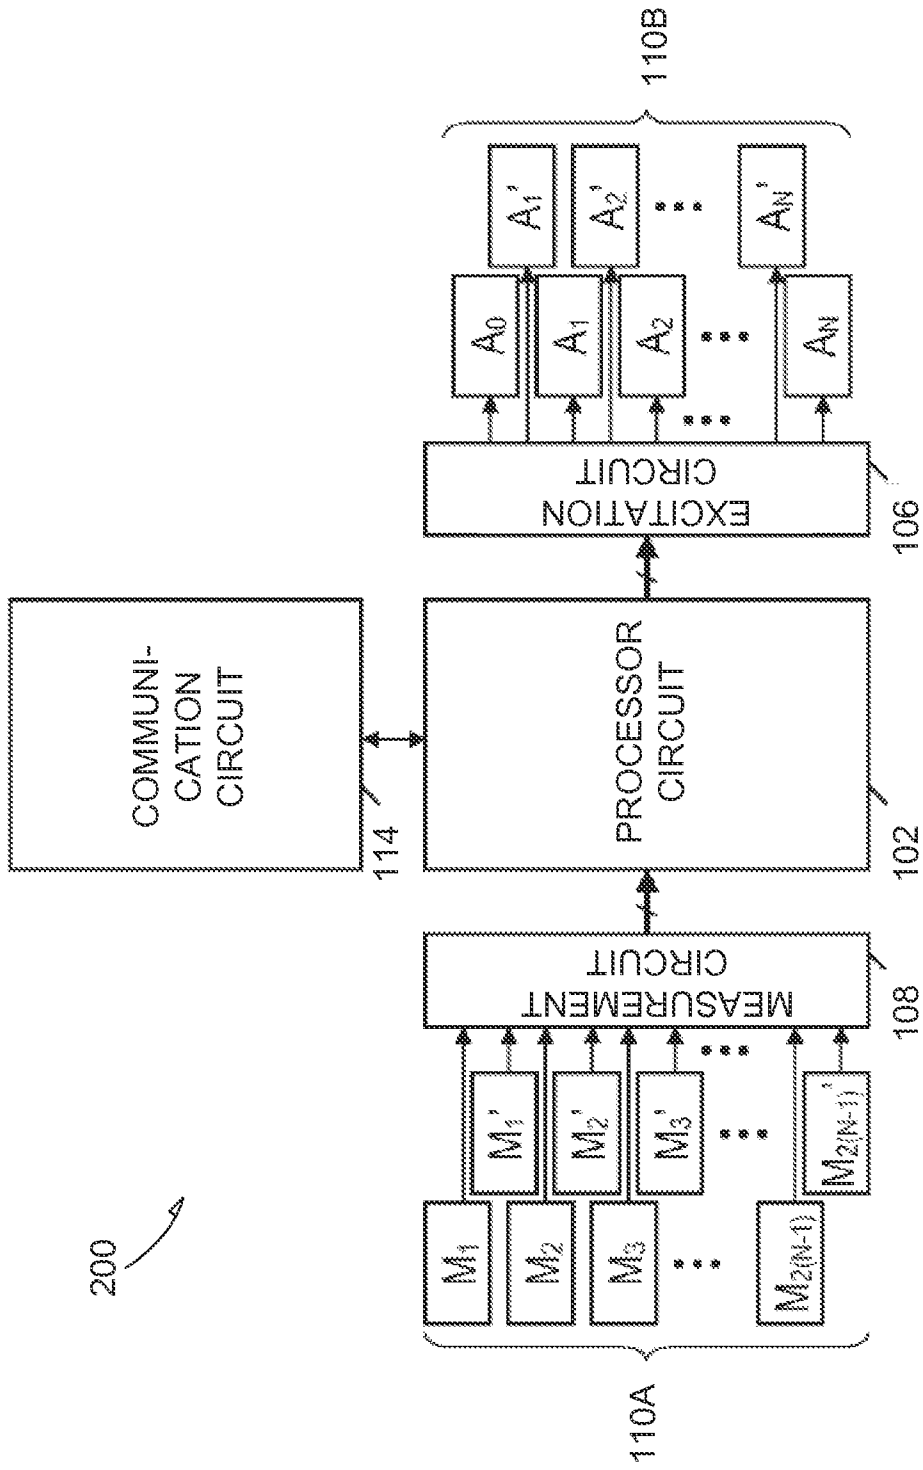 200
COMMUNI-
CATION
CIRCUIT
114
110A
M1
M1'
M2
M2'
M3
M3'
•••
•••
•••
M2(N-1)
M2(N-1)'
MEASUREMENT
CIRCUIT
108
PROCESSOR
CIRCUIT
102
EXCITATION
CIRCUIT
106
A0
A1'
A1
A2'
A2
•••
•••
•••
AN'
AN
110B